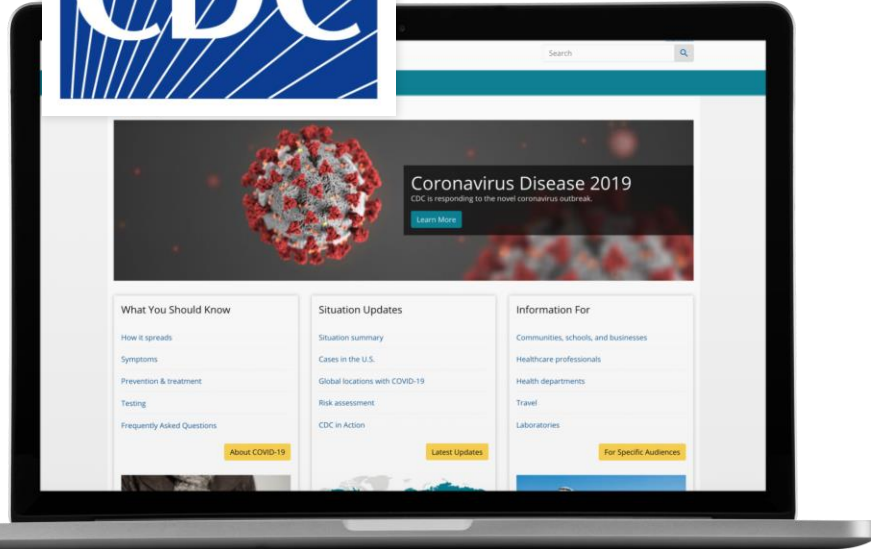 CDC
Search
Coronavirus Disease 2019
CDC is responding to the novel coronavirus outbreak.
Learn More
What You Should Know
How it spreads
Symptoms
Prevention & treatment
Testing
Frequently Asked Questions
About COVID-19
Situation Updates
Situation summary
Cases in the U.S.
Global locations with COVID-19
Risk assessment
CDC in Action
Latest Updates
Information For
Communities, schools, and businesses
Healthcare professionals
Health departments
Travel
Laboratories
For Specific Audiences